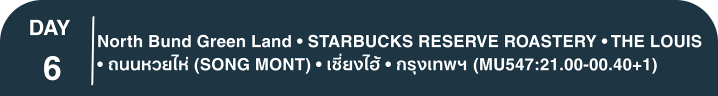 DAY
6
North Bund Green Land • STARBUCKS RESERVE ROASTERY • THE LOUIS
• ถนนหวยไห่ (SONG MONT) • เซี่ยงไฮ้ • กรุงเทพฯ (MU547:21.00-00.40+1)